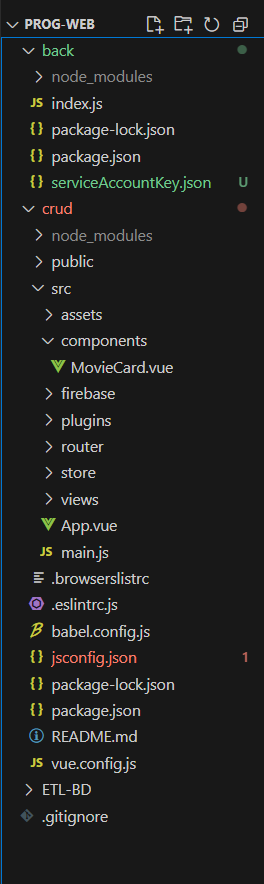 PROG-WEB
back
node_modules
JS index.js
{} package-lock.json
{} package.json
{} serviceAccountKey.json U
crud
node_modules
public
src
assets
components
MovieCard.vue
firebase
plugins
router
store
views
App.vue
JS main.js
.browserslistrc
.eslintrc.js
babel.config.js
{} jsconfig.json 1
{} package-lock.json
{} package.json
README.md
JS vue.config.js
ETL-BD
.gitignore